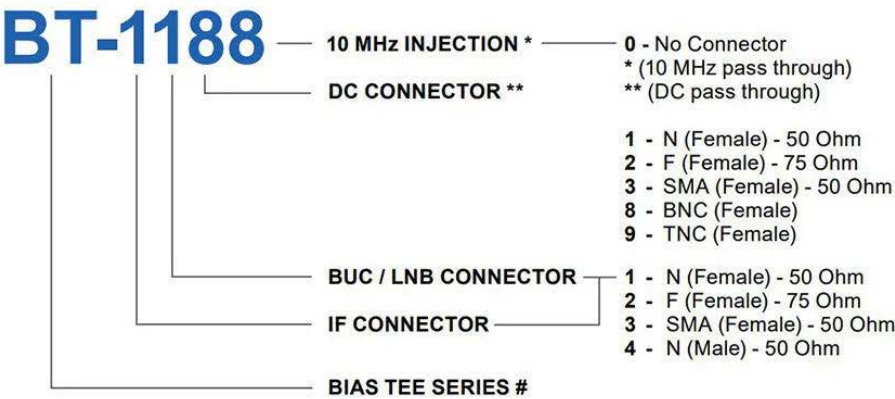 BT-1188
10 MHz INJECTION *
0 - No Connector
* (10 MHz pass through)
** (DC pass through)
DC CONNECTOR **
1 - N (Female) - 50 Ohm
2 - F (Female) - 75 Ohm
3 - SMA (Female) - 50 Ohm
8 - BNC (Female)
9 - TNC (Female)
BUC / LNB CONNECTOR
IF CONNECTOR
1 - N (Female) - 50 Ohm
2 - F (Female) - 75 Ohm
3 - SMA (Female) - 50 Ohm
4 - N (Male) - 50 Ohm
BIAS TEE SERIES #